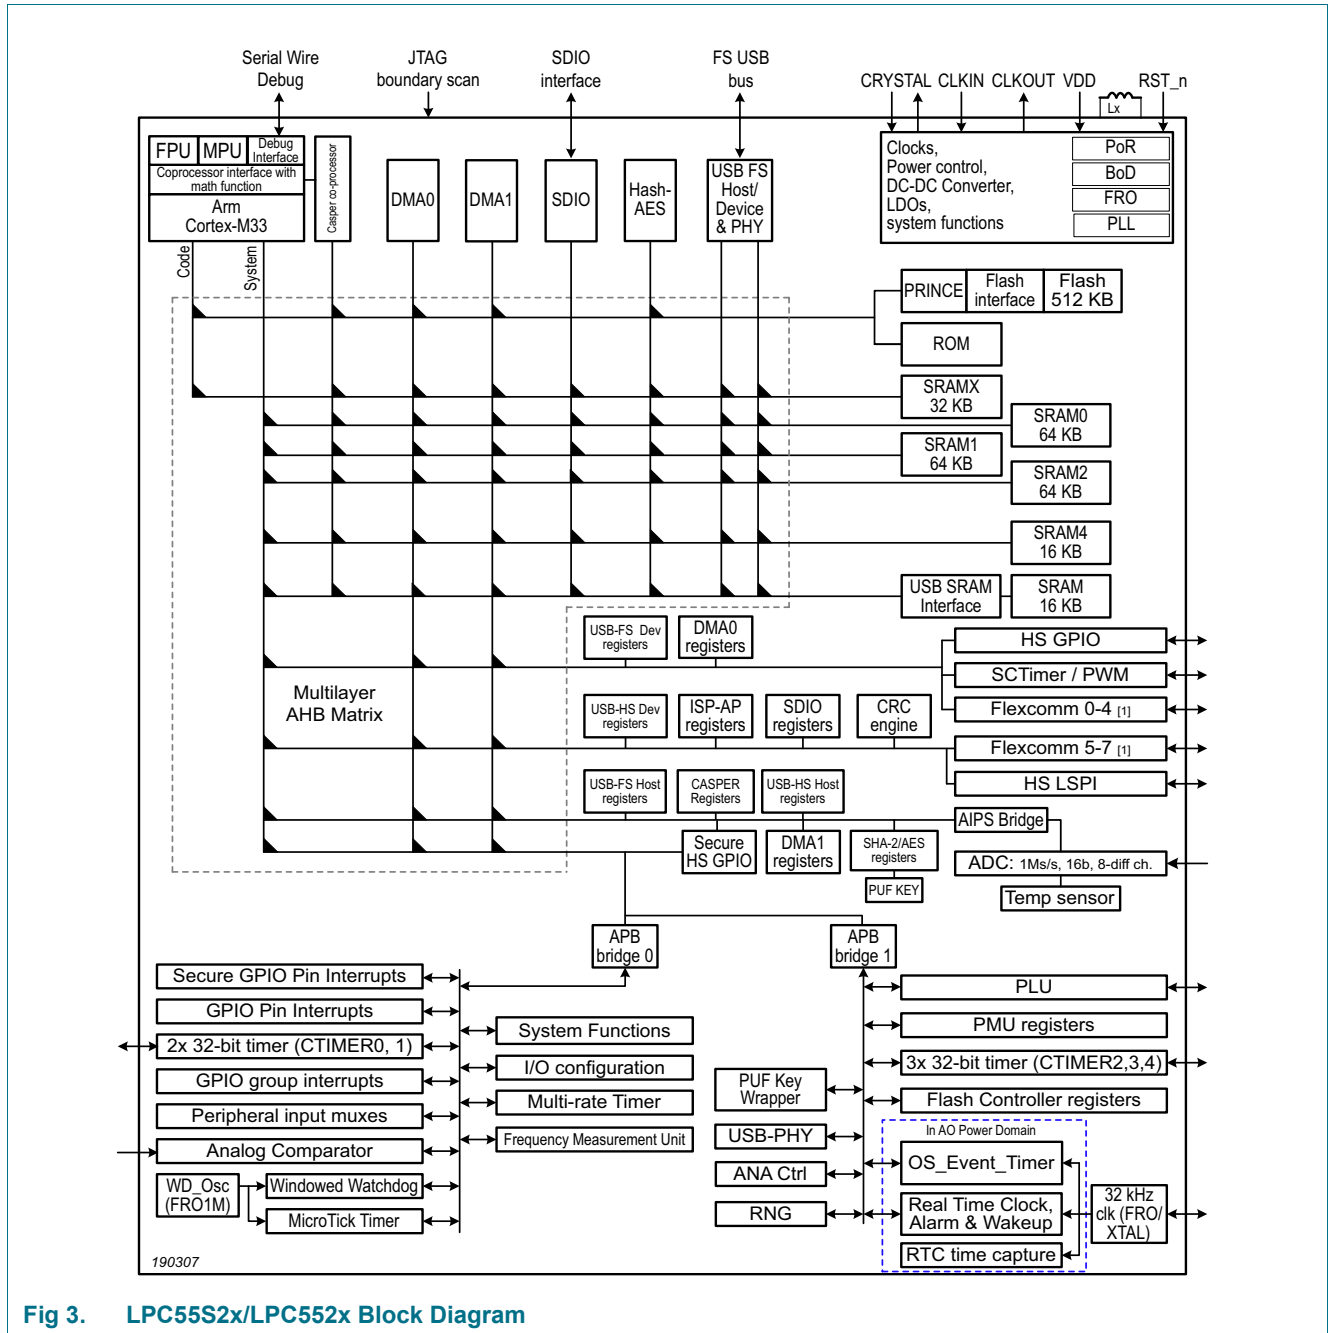 Serial Wire
Debug
JTAG
boundary scan
SDIO
interface
FS USB
bus
CRYSTAL
CLKIN
CLKOUT
VDD
Lx
RST_n
FPU
MPU
Debug
Interface
Coprocessor interface with
math function
Arm
Cortex-M33
Casper co-processor
DMA0
DMA1
SDIO
Hash-
AES
USB FS
Host/
Device
& PHY
Clocks,
Power control,
DC-DC Converter,
LDOs,
system functions
PoR
BoD
FRO
PLL
Code
System
PRINCE
Flash
interface
Flash
512 KB
ROM
SRAMX
32 KB
SRAM0
64 KB
SRAM1
64 KB
SRAM2
64 KB
SRAM4
16 KB
USB SRAM
Interface
SRAM
16 KB
USB-FS Dev
registers
DMA0
registers
HS GPIO
SCTimer / PWM
Flexcomm 0-4 [1]
Multilayer
AHB Matrix
USB-HS Dev
registers
ISP-AP
registers
SDIO
registers
CRC
engine
Flexcomm 5-7 [1]
HS LSPI
USB-FS Host
registers
CASPER
Registers
USB-HS Host
registers
AIPS Bridge
Secure
HS GPIO
DMA1
registers
SHA-2/AES
registers
PUF KEY
ADC: 1Ms/s, 16b, 8-diff ch.
Temp sensor
APB
bridge 0
APB
bridge 1
Secure GPIO Pin Interrupts
GPIO Pin Interrupts
2x 32-bit timer (CTIMER0, 1)
GPIO group interrupts
Peripheral input muxes
Analog Comparator
WD_Osc
(FRO1M)
Windowed Watchdog
MicroTick Timer
System Functions
I/O configuration
Multi-rate Timer
Frequency Measurement Unit
PUF Key
Wrapper
USB-PHY
ANA Ctrl
RNG
PLU
PMU registers
3x 32-bit timer (CTIMER2,3,4)
Flash Controller registers
In AO Power Domain
OS_Event_Timer
Real Time Clock,
Alarm & Wakeup
RTC time capture
32 kHz
clk (FRO/
XTAL)
190307
Fig 3. LPC55S2x/LPC552x Block Diagram